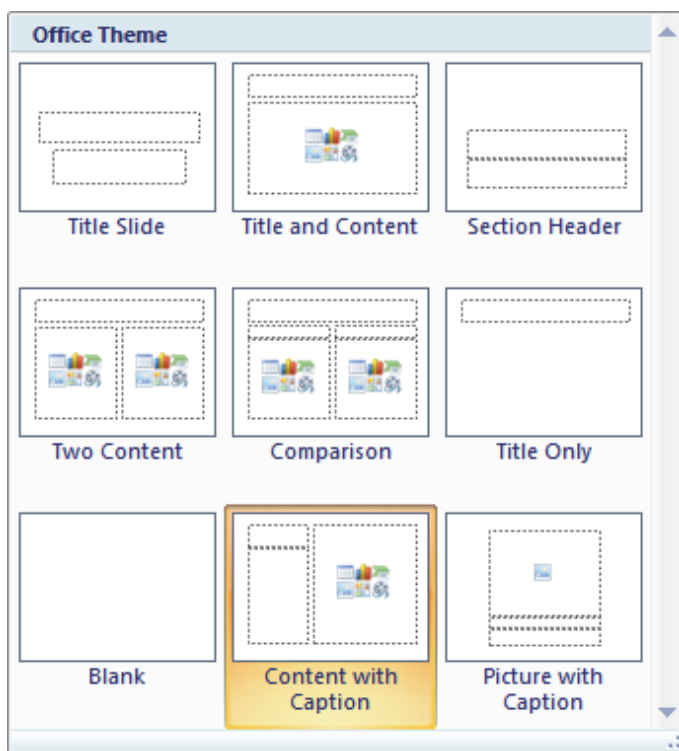 Office Theme
Title Slide
Title and Content
Section Header
Two Content
Comparison
Title Only
Blank
Content with
Caption
Picture with
Caption